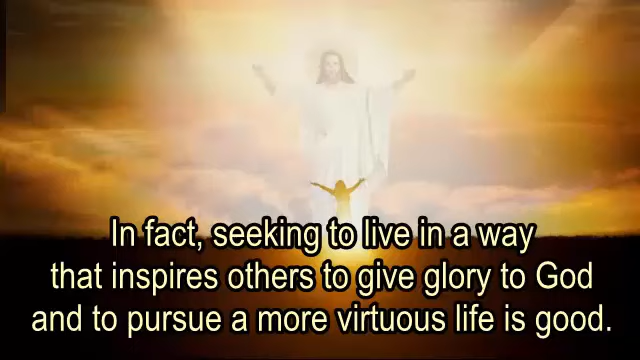 In fact, seeking to live in a way
that inspires others to give glory to God
and to pursue a more virtuous life is good.